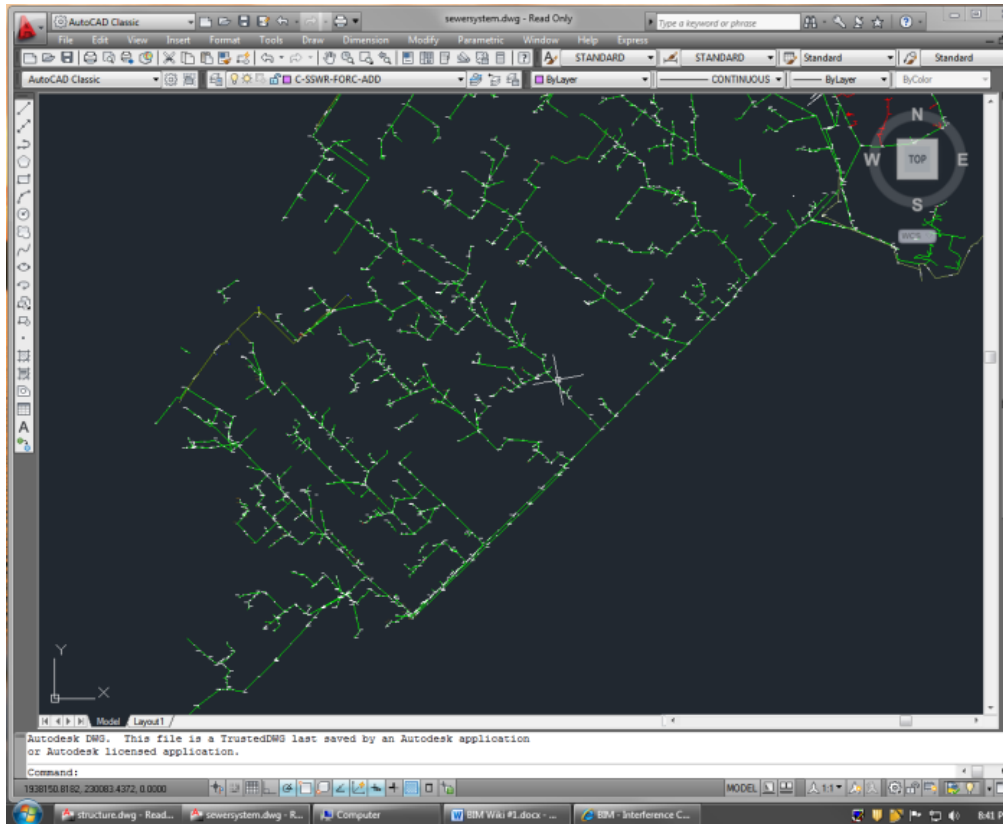 AutoCAD Classic
sewersystem.dwg - Read Only
Type a keyword or phrase
File Edit View Insert Format Tools Draw Dimension Modify Parametric Window Help Express
STANDARD STANDARD Standard Standard
AutoCAD Classic C-SSWR-FORC-ADD ByLayer CONTINUOUS ByLayer ByColor
N
W TOP E
S
WCS
Y
X
Model Layout1
Autodesk DWG. This file is a TrustedDWG last saved by an Autodesk application
or Autodesk licensed application.
Command:
1938150.8182, 230083.4372, 0.0000 MODEL 1:1
structure.dwg - Read... sewersystem.dwg - R... Computer BIM Wiki #1.docx - ... BIM - Interference C... 8:41